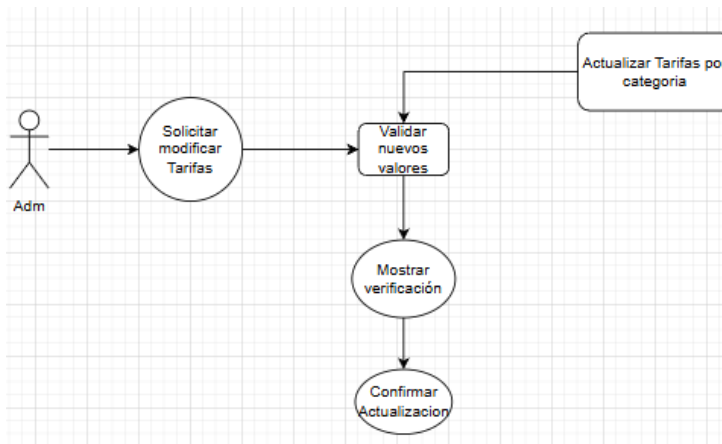 Actualizar Tarifas po
categoria
Solicitar
modificar
Tarifas
Validar
nuevos
valores
Adm
Mostrar
verificación
Confirmar
Actualizacion